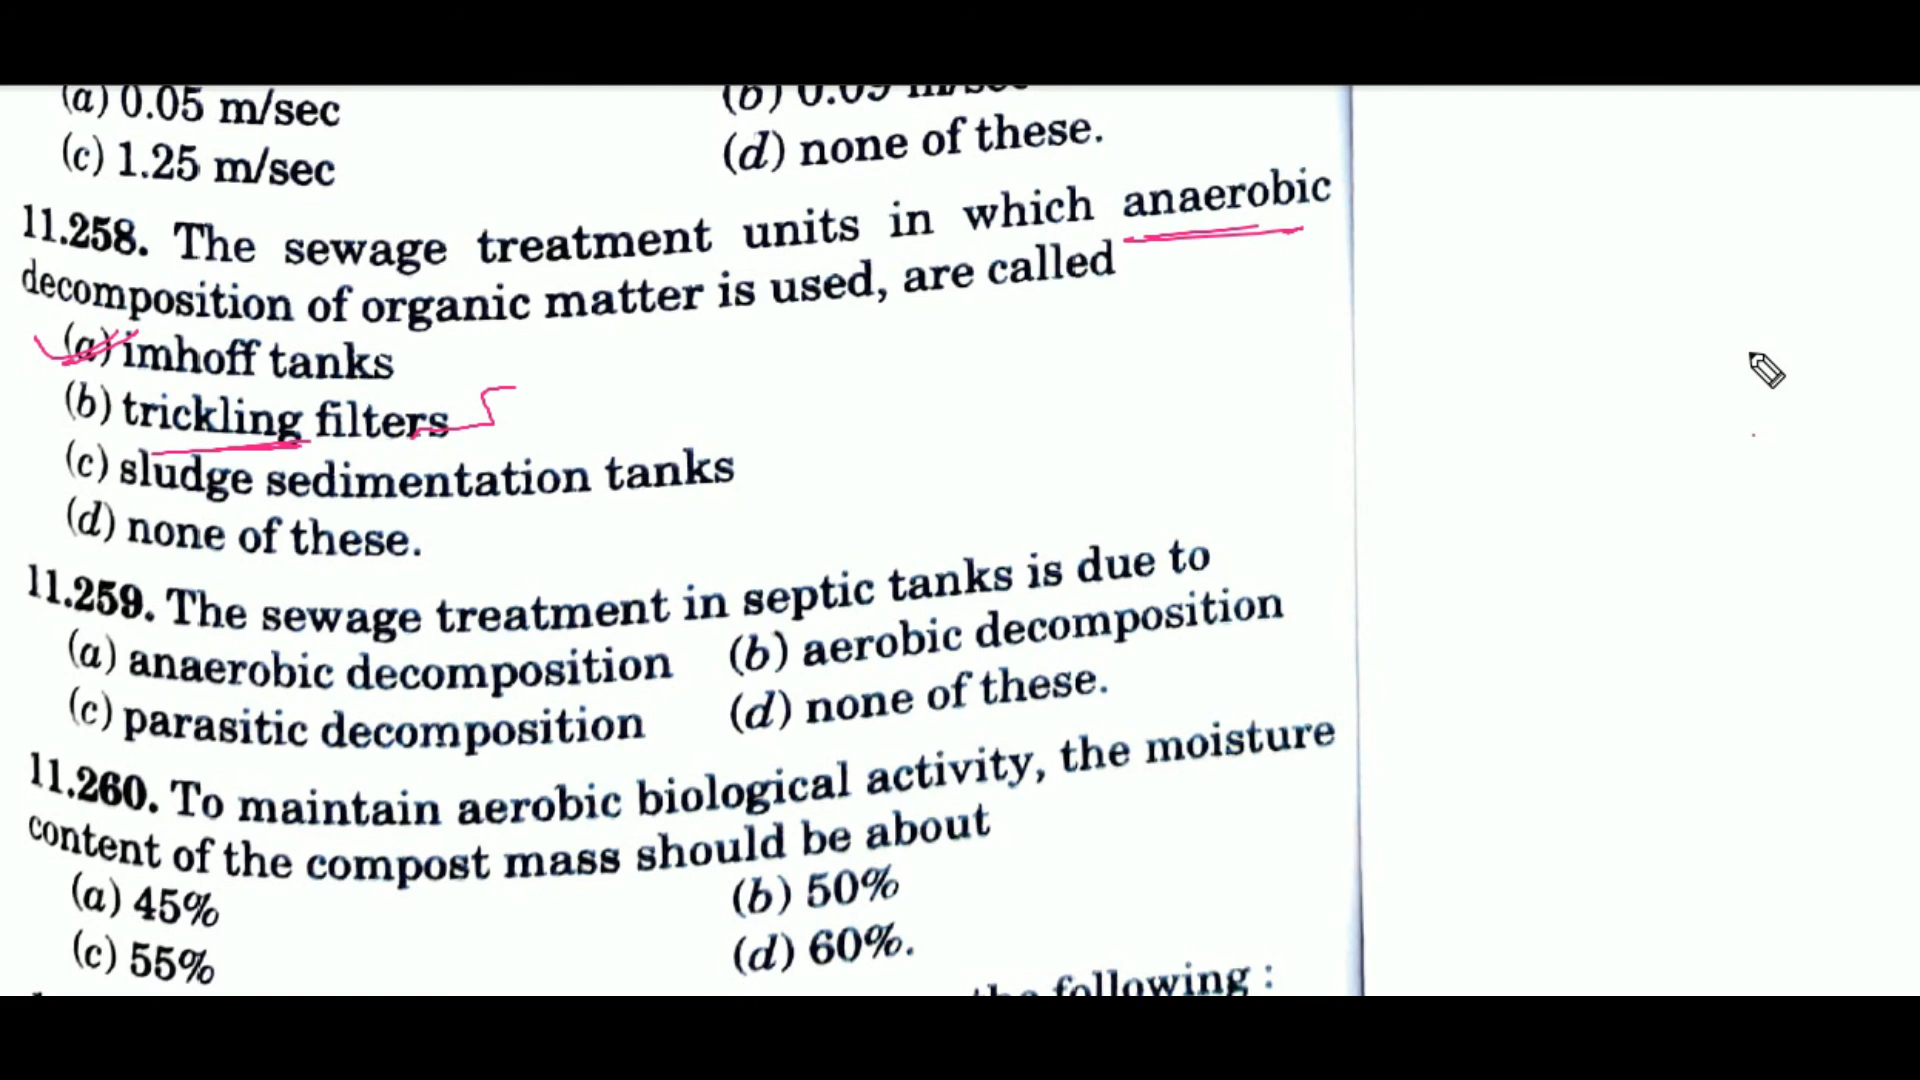 (a) 0.05 m/sec (b) 0.09 m/sec
(c) 1.25 m/sec (d) none of these.
11.258. The sewage treatment units in which anaerobic
decomposition of organic matter is used, are called
(a) imhoff tanks
(b) trickling filters
(c) sludge sedimentation tanks
(d) none of these.
11.259. The sewage treatment in septic tanks is due to
(a) anaerobic decomposition (b) aerobic decomposition
(c) parasitic decomposition (d) none of these.
11.260. To maintain aerobic biological activity, the moisture
content of the compost mass should be about
(a) 45% (b) 50%
(c) 55% (d) 60%.
the following :